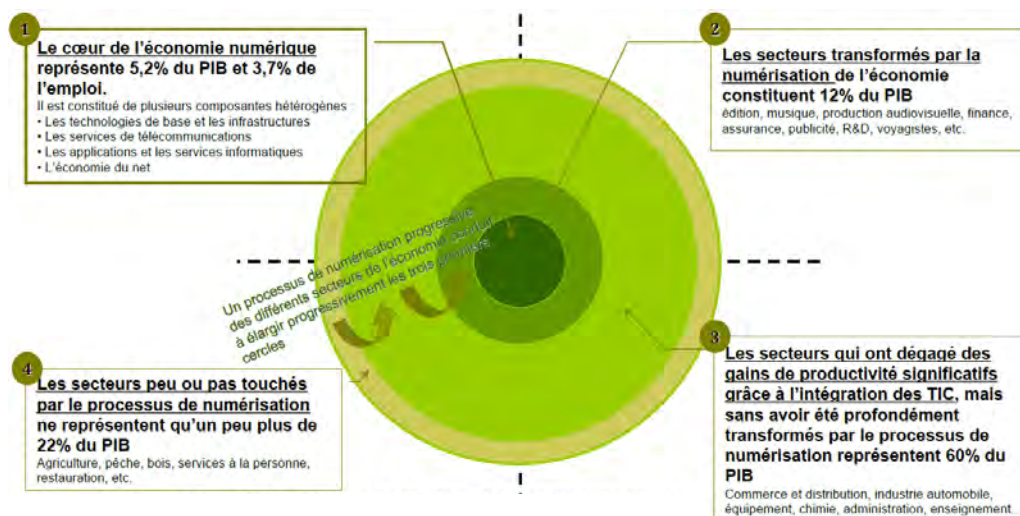 1
Le cœur de l'économie numérique
représente 5,2% du PIB et 3,7% de
l'emploi.
Il est constitué de plusieurs composantes hétérogènes :
• Les technologies de base et les infrastructures
• Les services de télécommunications
• Les applications et les services informatiques
• L'économie du net
2
Les secteurs transformés par la
numérisation de l'économie
constituent 12% du PIB
édition, musique, production audiovisuelle, finance,
assurance, publicité, R&D, voyagistes, etc.
Un processus de numérisation progressive
des différents secteurs de l'économie conduit
à élargir progressivement les trois premiers
cercles
3
Les secteurs qui ont dégagé des
gains de productivité significatifs
grâce à l'intégration des TIC, mais
sans avoir été profondément
transformés par le processus de
numérisation représentent 60% du
PIB
Commerce et distribution, industrie automobile,
équipement, chimie, administration, enseignement
4
Les secteurs peu ou pas touchés
par le processus de numérisation
ne représentent qu'un peu plus de
22% du PIB
Agriculture, pêche, bois, services à la personne,
restauration, etc.